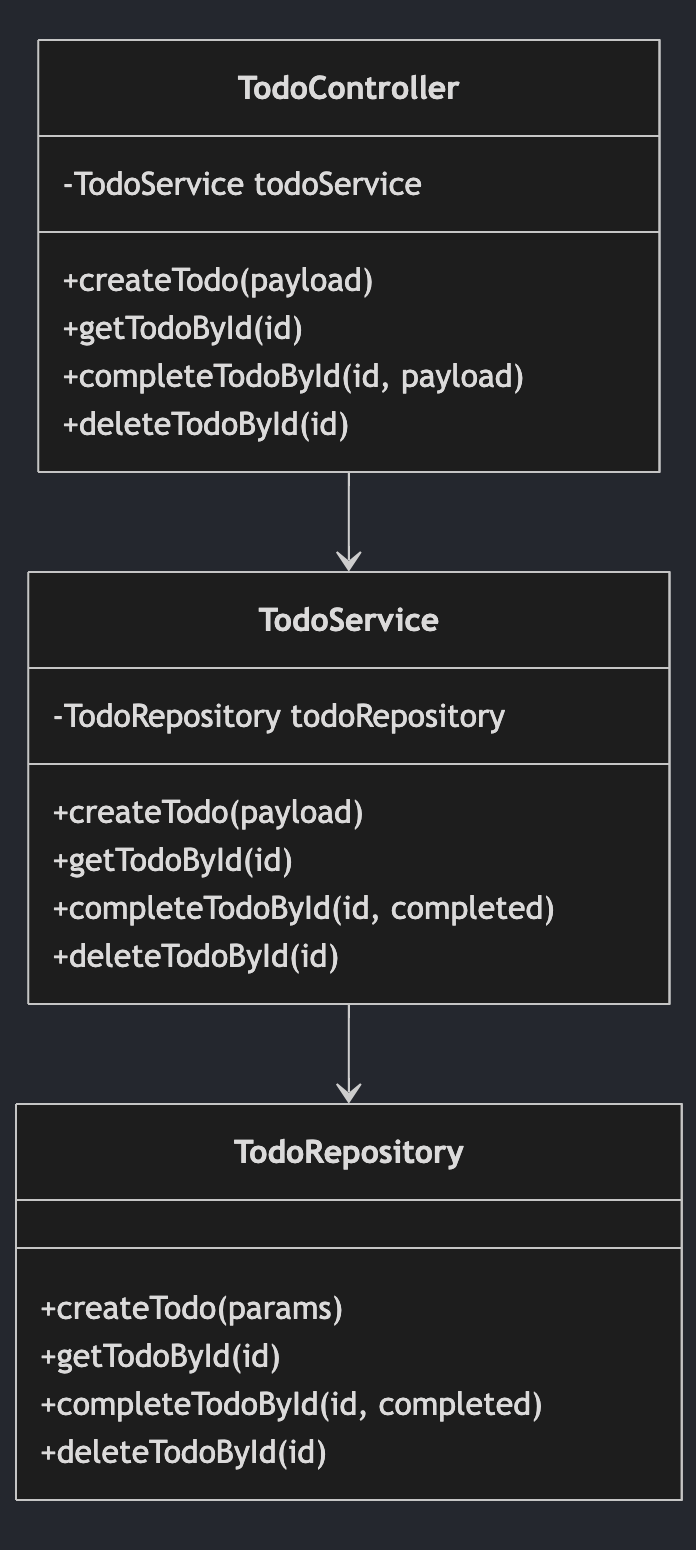 TodoController
-TodoService todoService
+createTodo(payload)
+getTodoById(id)
+completeTodoById(id, payload)
+deleteTodoById(id)
TodoService
-TodoRepository todoRepository
+createTodo(payload)
+getTodoById(id)
+completeTodoById(id, completed)
+deleteTodoById(id)
TodoRepository
+createTodo(params)
+getTodoById(id)
+completeTodoById(id, completed)
+deleteTodoById(id)